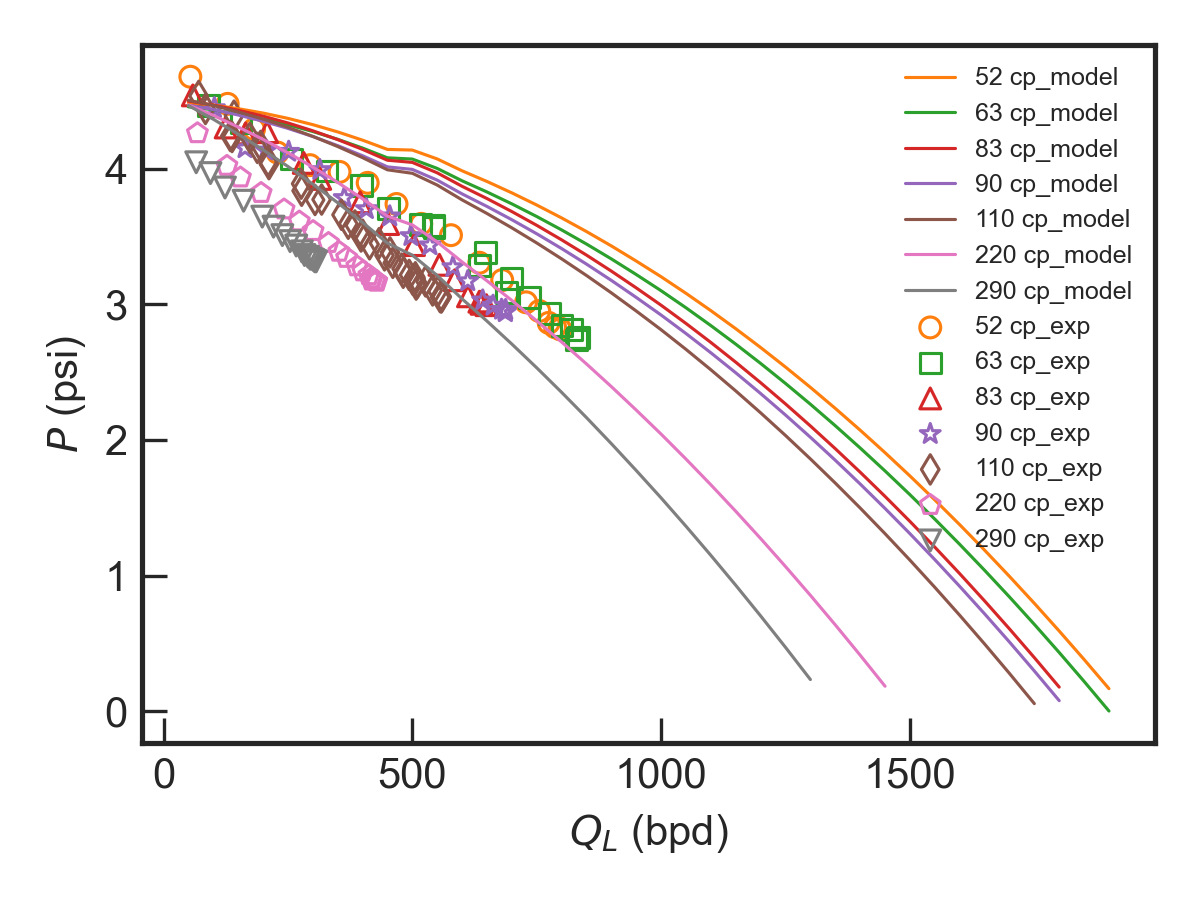 52 cp_model
63 cp_model
83 cp_model
90 cp_model
110 cp_model
220 cp_model
290 cp_model
52 cp_exp
63 cp_exp
83 cp_exp
90 cp_exp
110 cp_exp
220 cp_exp
290 cp_exp
P (psi)
4
3
2
1
0
0 500 1000 1500
Q_L (bpd)